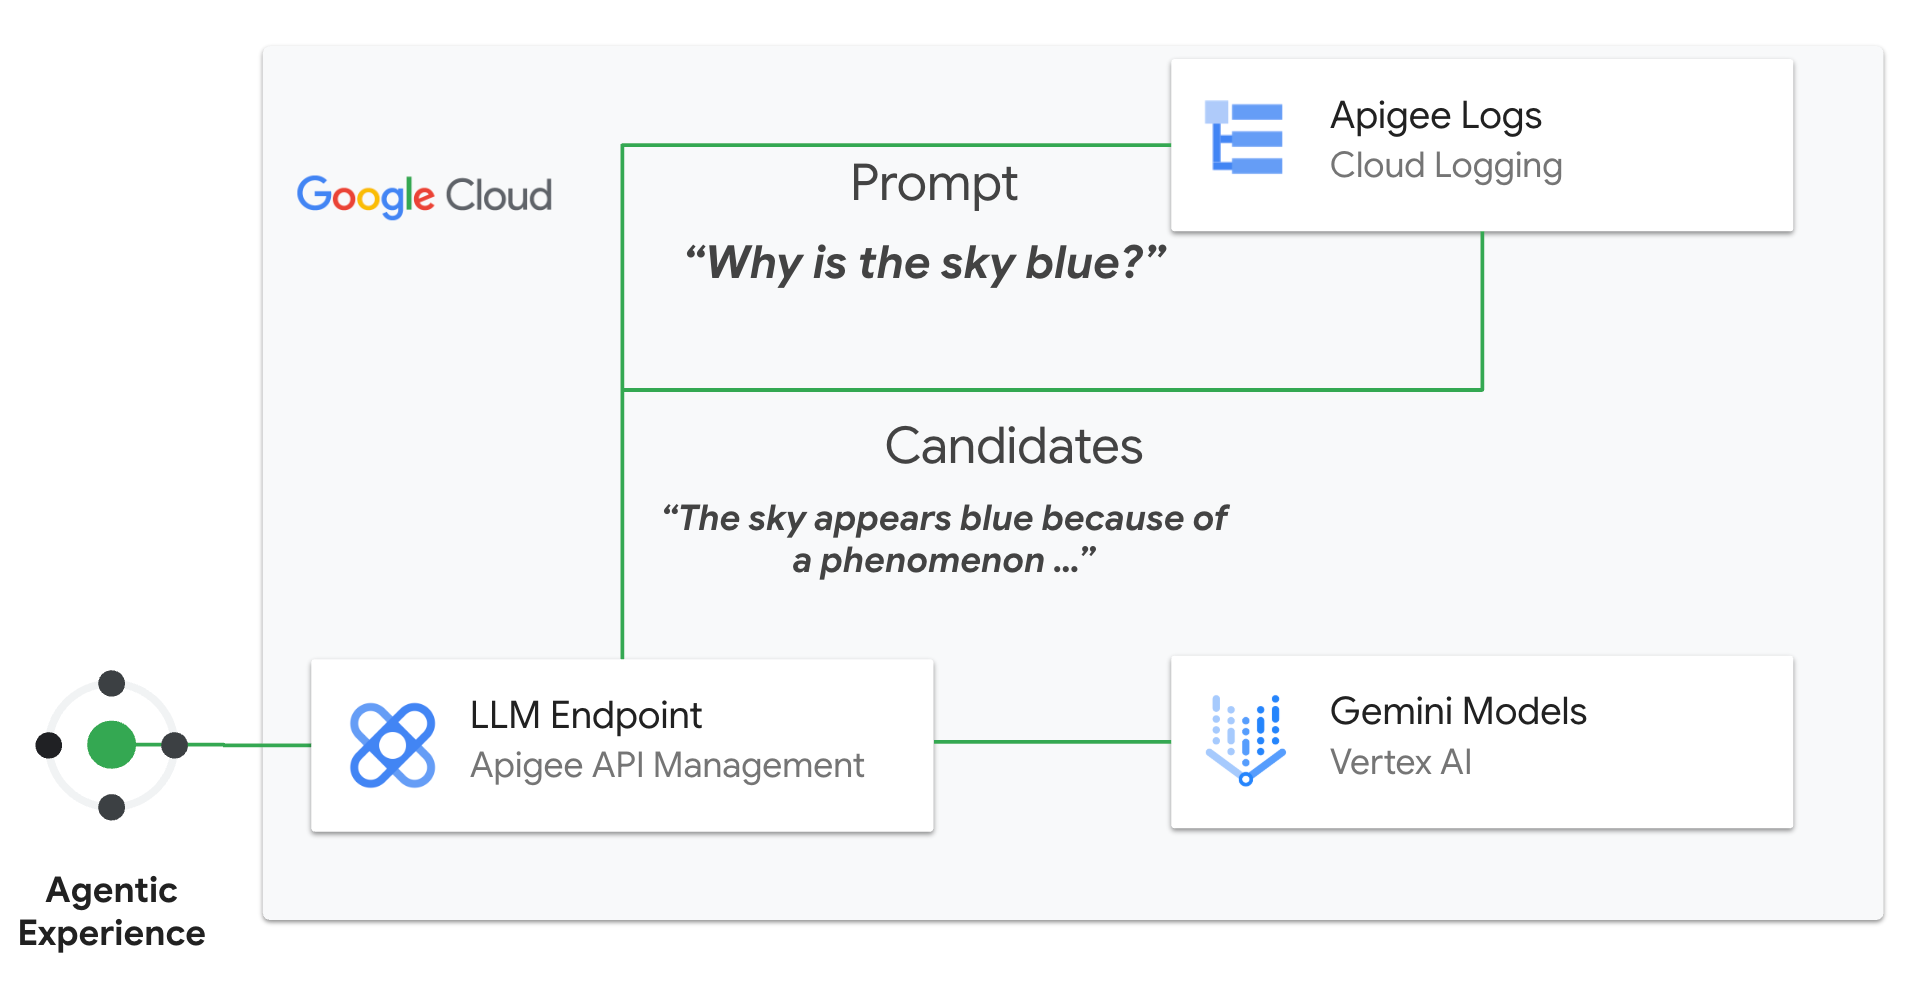 Google Cloud
Apigee Logs
Cloud Logging
Prompt
“Why is the sky blue?”
Candidates
“The sky appears blue because of
a phenomenon ...”
LLM Endpoint
Apigee API Management
Gemini Models
Vertex AI
Agentic
Experience